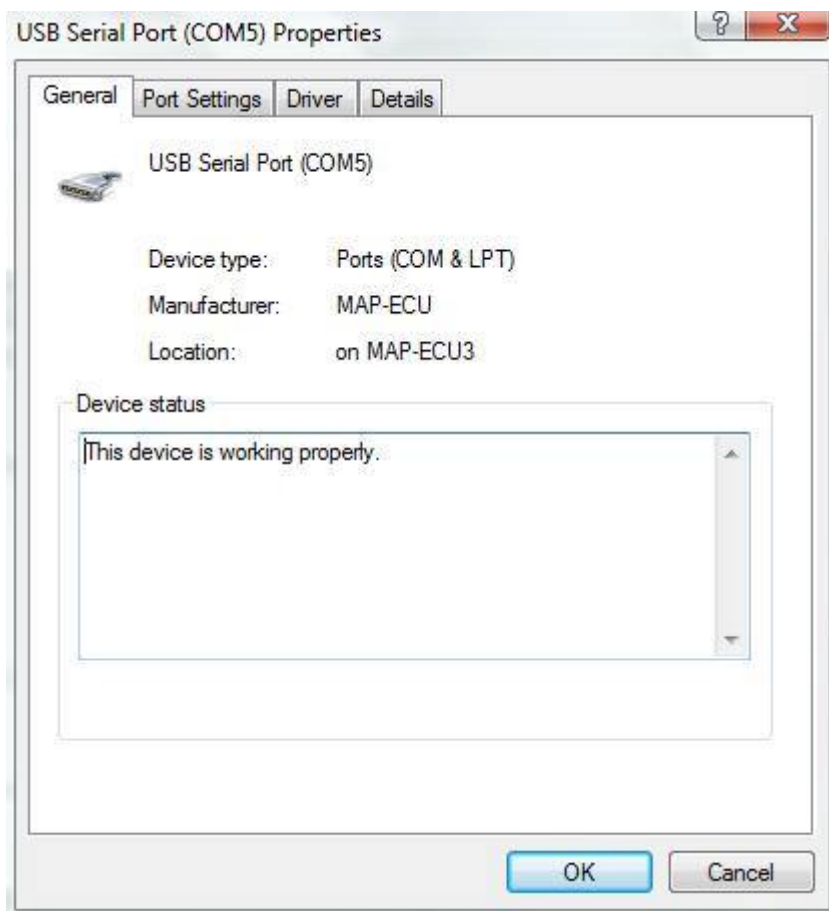 USB Serial Port (COM5) Properties
General Port Settings Driver Details
USB Serial Port (COM5)
Device type: Ports (COM & LPT)
Manufacturer: MAP-ECU
Location: on MAP-ECU3
Device status
This device is working properly.
OK Cancel